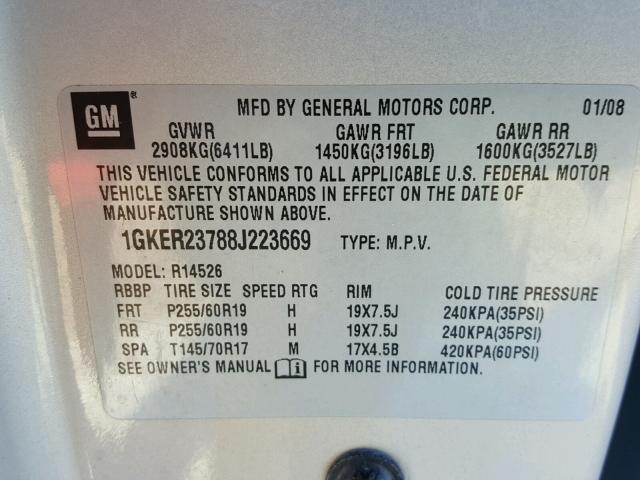 GM ® MFD BY GENERAL MOTORS CORP. 01/08
GVWR GAWR FRT GAWR RR
2908KG(6411LB) 1450KG(3196LB) 1600KG(3527LB)
THIS VEHICLE CONFORMS TO ALL APPLICABLE U.S. FEDERAL MOTOR
VEHICLE SAFETY STANDARDS IN EFFECT ON THE DATE OF
MANUFACTURE SHOWN ABOVE.
1GKER23788J223669 TYPE: M.P.V.
MODEL: R14526
RBBP TIRE SIZE SPEED RTG RIM COLD TIRE PRESSURE
FRT P255/60R19 H 19X7.5J 240KPA(35PSI)
RR P255/60R19 H 19X7.5J 240KPA(35PSI)
SPA T145/70R17 M 17X4.5B 420KPA(60PSI)
SEE OWNER'S MANUAL FOR MORE INFORMATION.